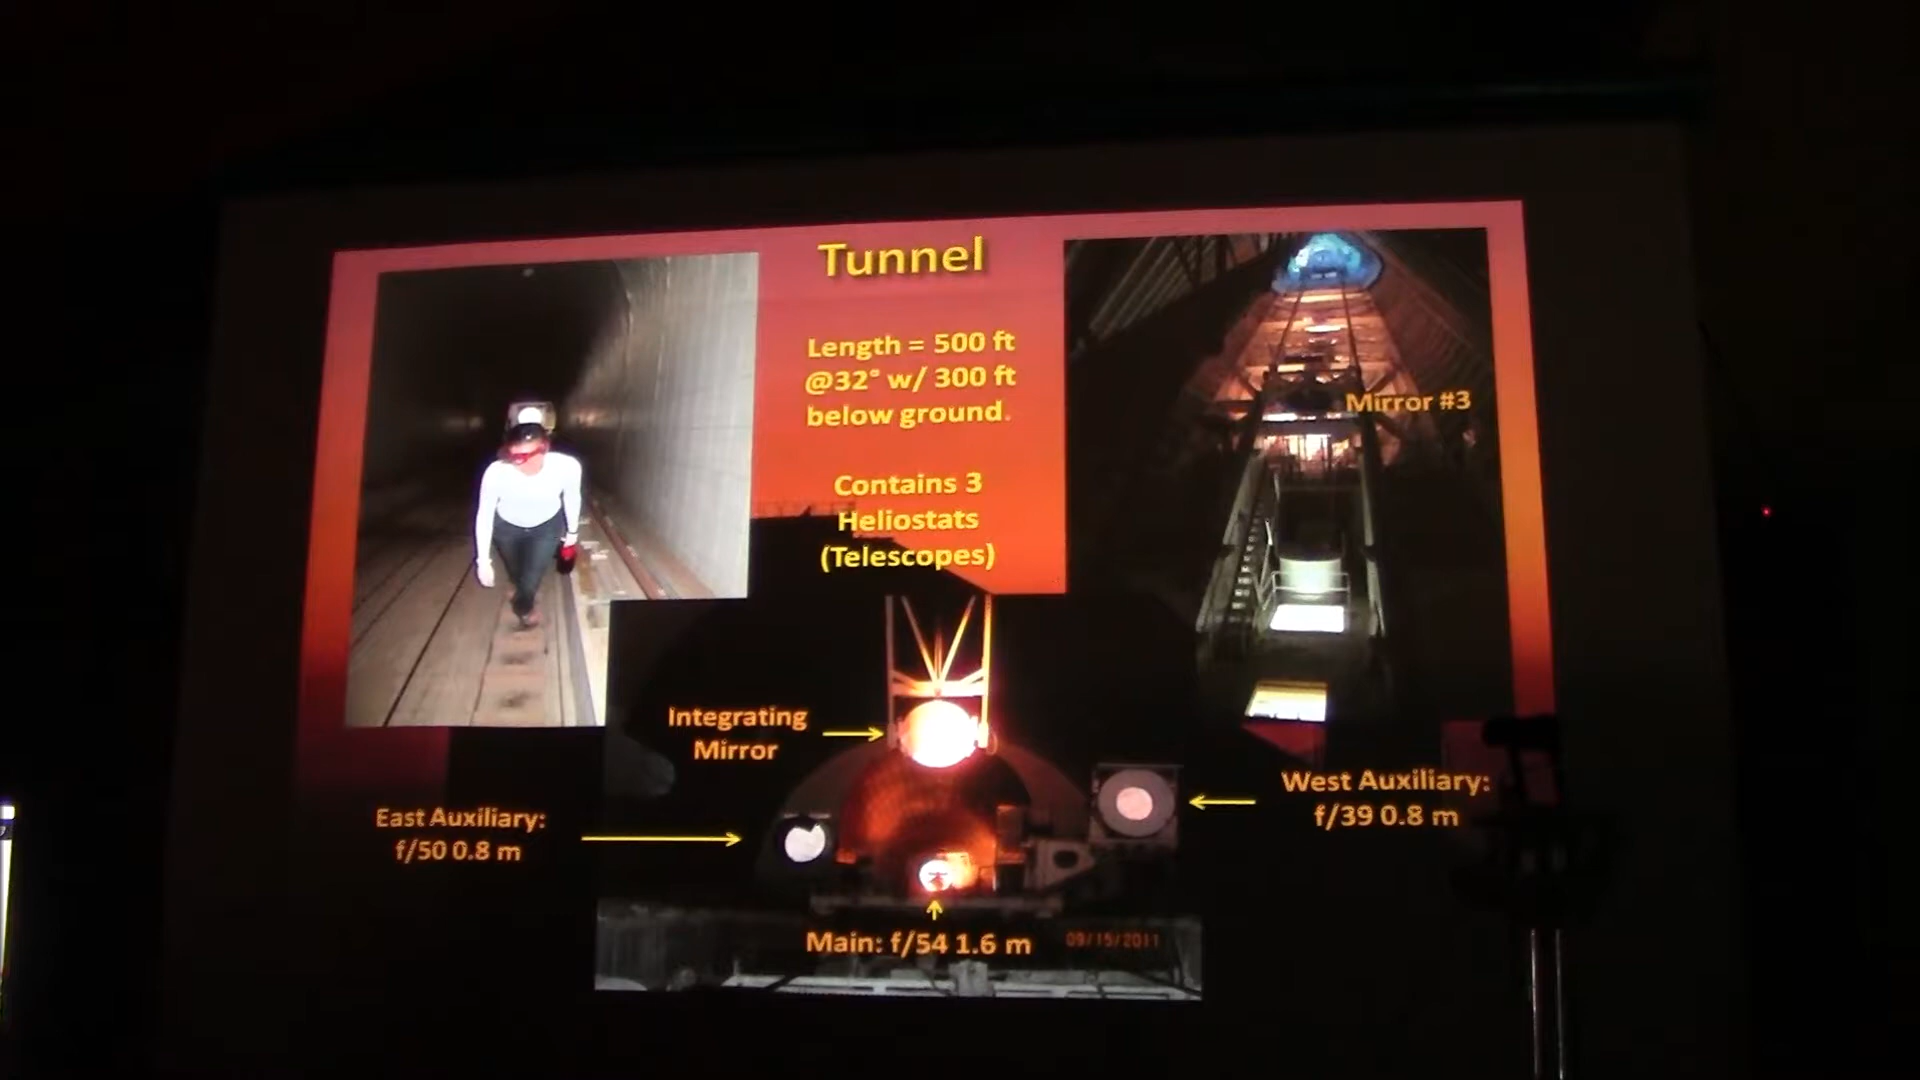 Tunnel
Length = 500 ft
@32° w/ 300 ft
below ground.
Contains 3
Heliostats
(Telescopes)
Mirror #3
Integrating
Mirror
East Auxiliary:
f/50 0.8 m
West Auxiliary:
f/39 0.8 m
Main: f/54 1.6 m
09/15/2011